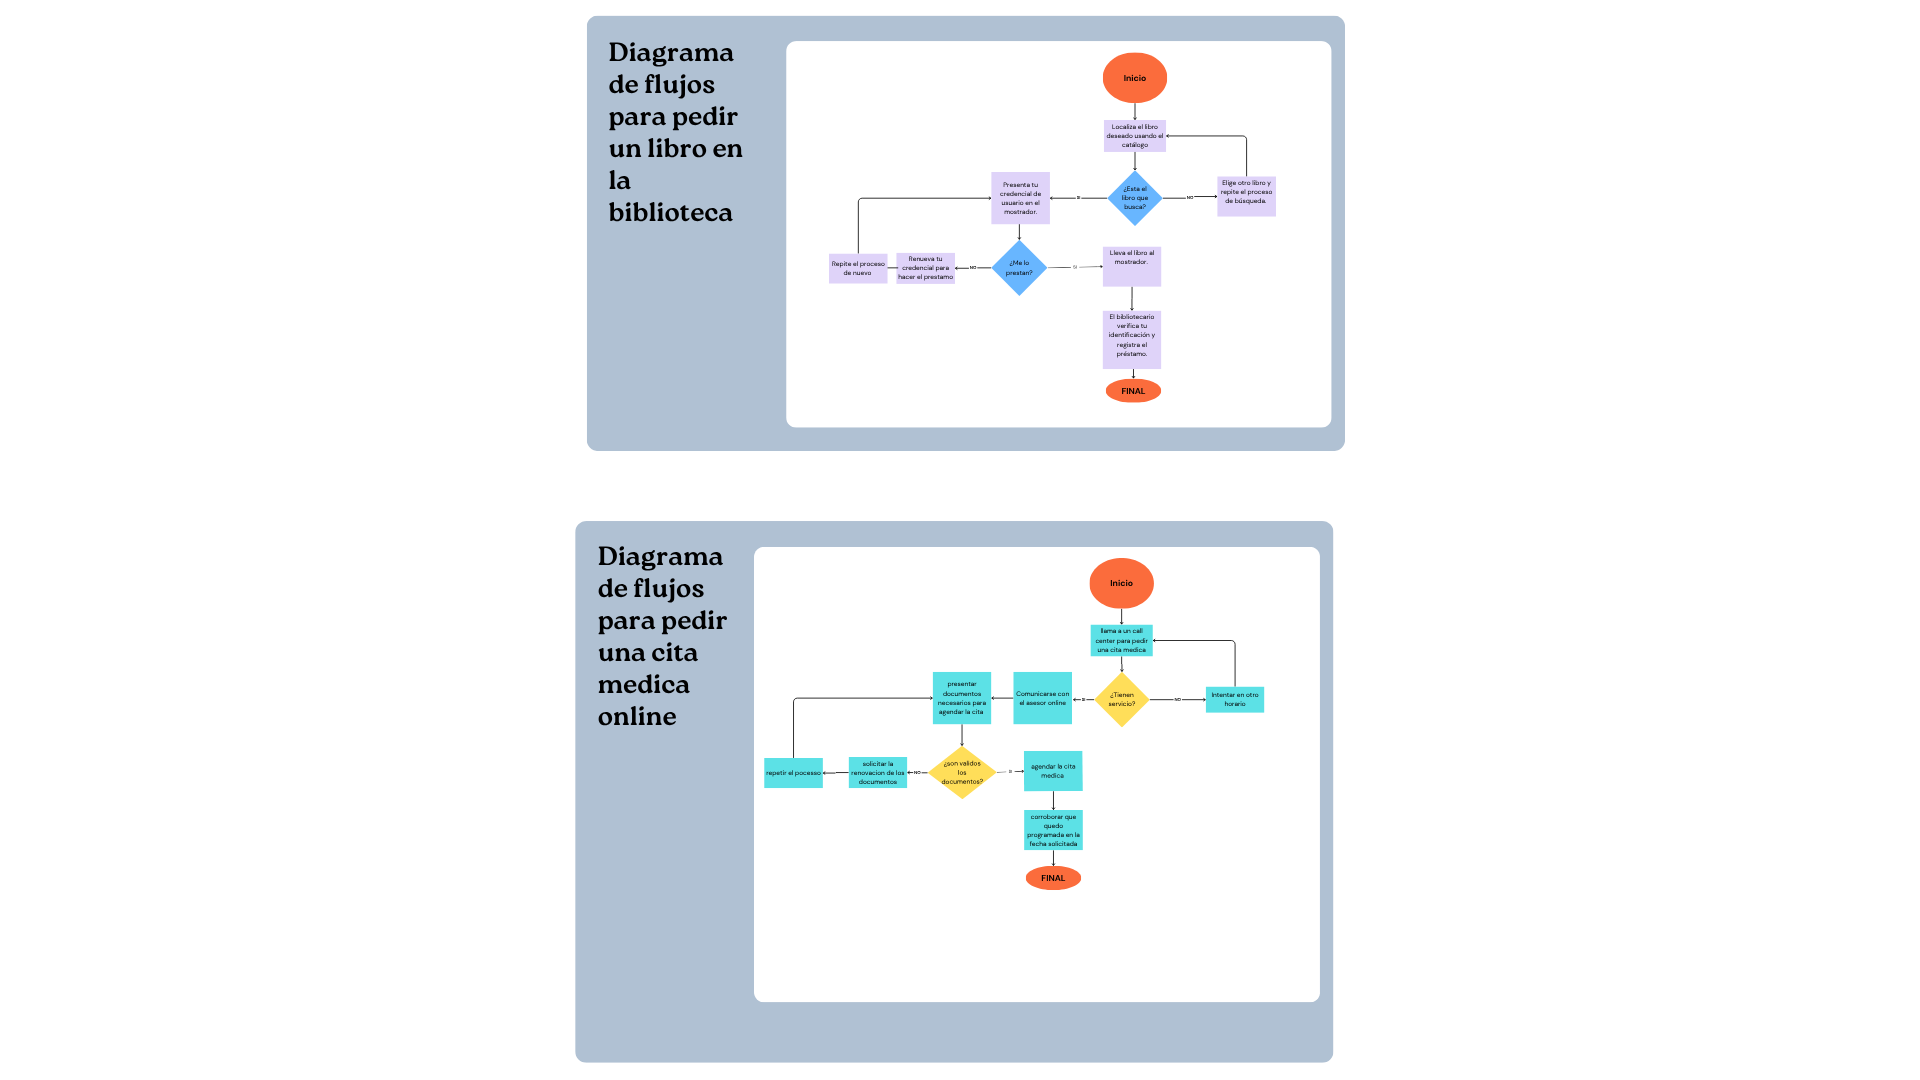 Diagrama
de flujos
para pedir
un libro en
la
biblioteca
Inicio
Localiza el libro
deseado usando el
catálogo
¿Esta el
libro que
busca?
SI
NO
Elige otro libro y
repite el proceso
de búsqueda.
Presenta tu
credencial de
usuario en el
mostrador.
¿Me lo
prestan?
NO
SI
Renueva tu
credencial para
hacer el prestamo
Repite el proceso
de nuevo
Lleva el libro al
mostrador.
El bibliotecario
verifica tu
identificación y
registra el
préstamo.
FINAL
Diagrama
de flujos
para pedir
una cita
medica
online
Inicio
llama a un call
center para pedir
una cita medica
¿Tienen
servicio?
SI
NO
Intentar en otro
horario
Comunicarse con
el asesor online
presentar
documentos
necesarios para
agendar la cita
¿son validos
los
documentos?
NO
SI
solicitar la
renovacion de los
documentos
repetir el pocesso
agendar la cita
medica
corroborar que
quedo
programada en la
fecha solicitada
FINAL